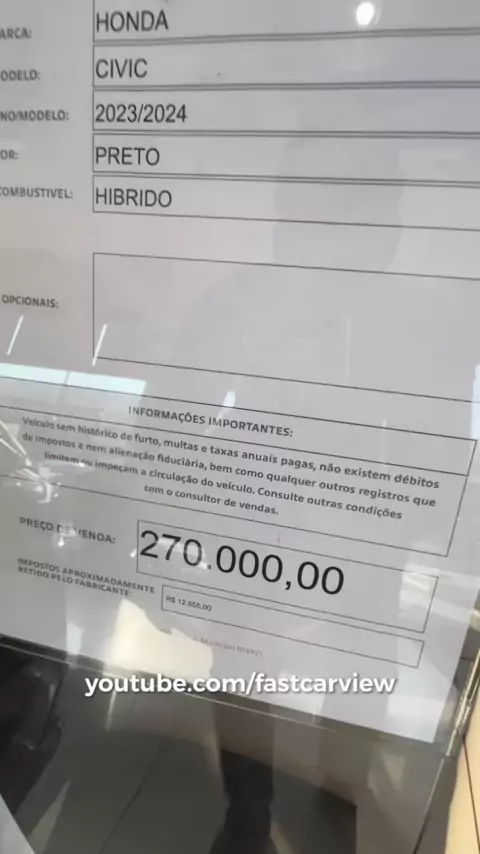 ARCA: HONDA
ODELO: CIVIC
NO/MODELO: 2023/2024
OR: PRETO
COMBUSTIVEL: HIBRIDO
OPCIONAIS:
INFORMAÇÕES IMPORTANTES:
Veículo sem histórico de furto, multas e taxas anuais pagas, não existem débitos
de impostos e nem alienação fiduciária, bem como qualquer outros registros que
limitem ou impeçam a circulação do veículo. Consulte outras condições
com o consultor de vendas.
PREÇO DE VENDA: 270.000,00
IMPOSTOS APROXIMADAMENTE
RETIDO PELO FABRICANTE:
R$ 12.555,00
youtube.com/fastcarview